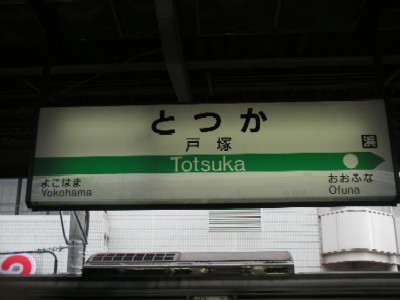 とつか
戸塚
浜
Totsuka
よこはま
Yokohama
おおふな
Ofuna